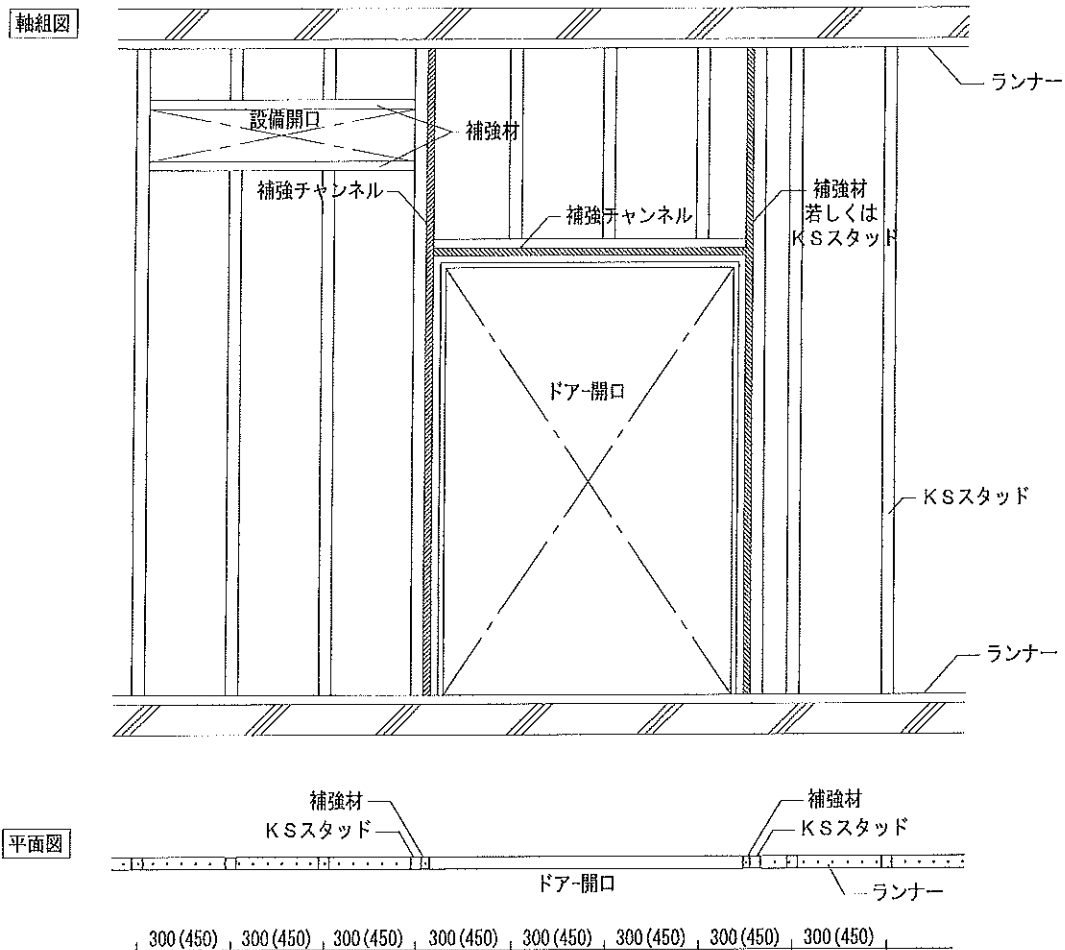 軸組図
ランナー
設備開口
補強材
補強チャンネル
補強チャンネル
補強材
若しくは
KSスタッド
ドアー開口
KSスタッド
ランナー
平面図
補強材
KSスタッド
補強材
KSスタッド
ドアー開口
ランナー
300(450) 300(450) 300(450) 300(450) 300(450) 300(450) 300(450) 300(450)